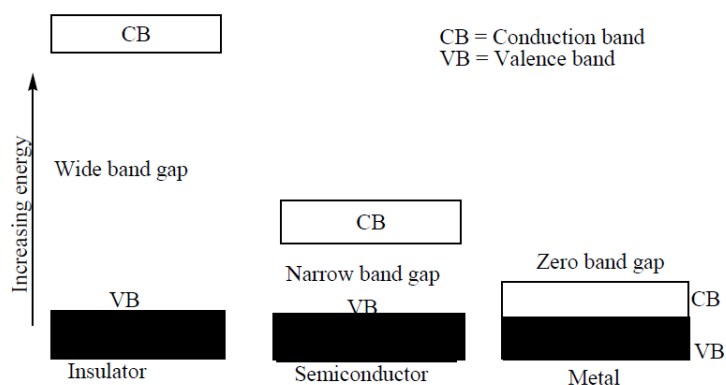 CB
CB = Conduction band
VB = Valence band
Increasing energy
Wide band gap
CB
Narrow band gap
Zero band gap
VB
VB
CB
VB
Insulator
Semiconductor
Metal